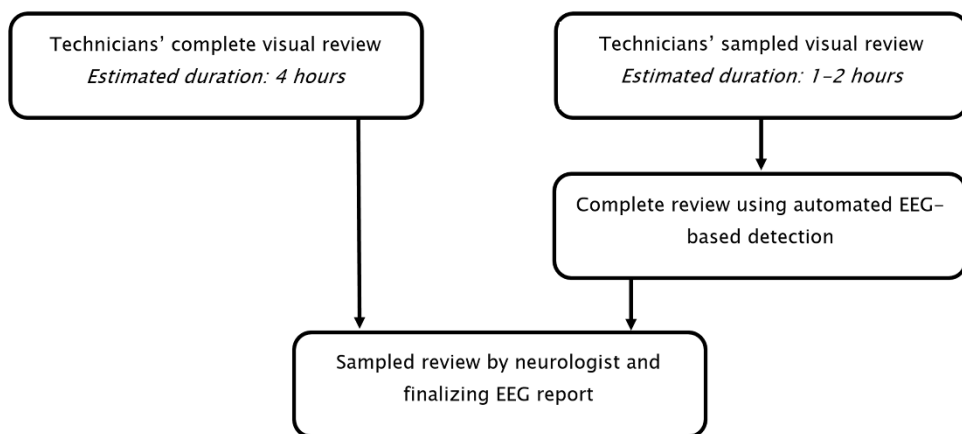 Technicians’ complete visual review
Estimated duration: 4 hours
Technicians’ sampled visual review
Estimated duration: 1–2 hours
Complete review using automated EEG–
based detection
Sampled review by neurologist and
finalizing EEG report